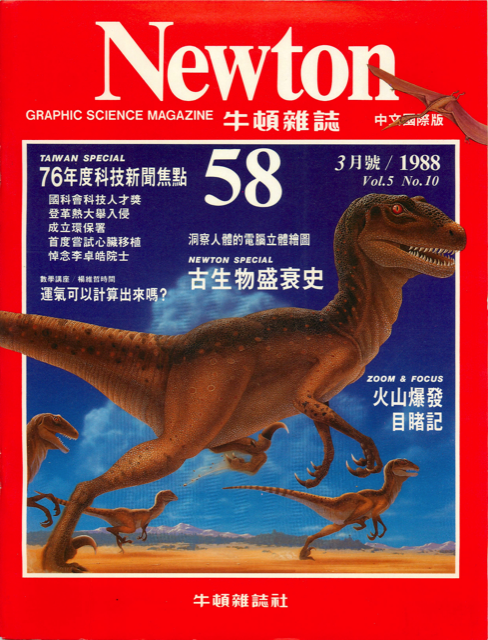 Newton
GRAPHIC SCIENCE MAGAZINE 牛頓雜誌 中文國際版
TAIWAN SPECIAL
76年度科技新聞焦點
國科會科技人才獎
登革熱大舉入侵
成立環保署
首度嘗試心臟移植
悼念李卓皓院士
數學講座／楊維哲時間
運氣可以計算出來嗎？
58
3月號 / 1988
Vol.5 No.10
洞察人體的電腦立體繪圖
NEWTON SPECIAL
古生物盛衰史
ZOOM & FOCUS
火山爆發
目睹記
牛頓雜誌社